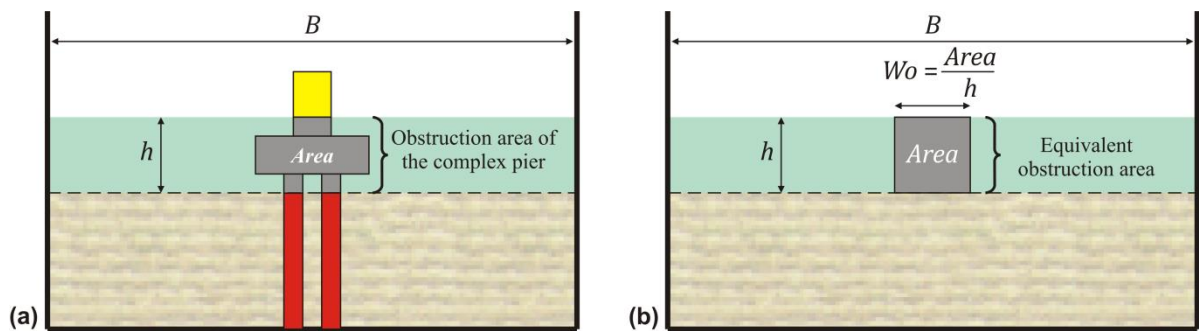 B
h
Area
Obstruction area of
the complex pier
(a)
B
Wo = Area
h
h
Area
Equivalent
obstruction area
(b)